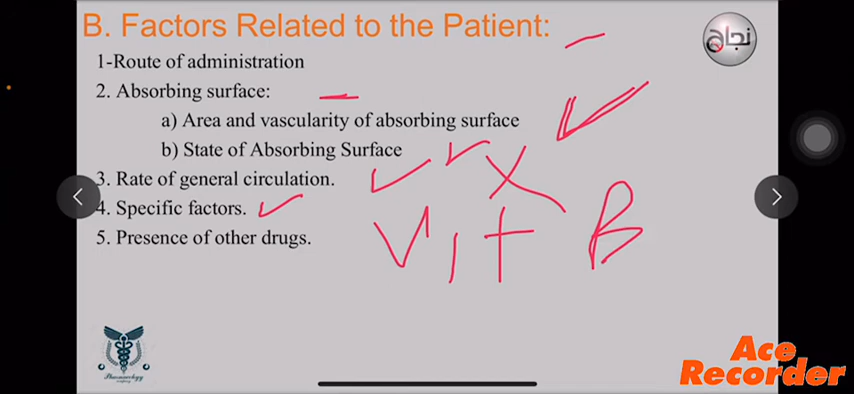 B. Factors Related to the Patient:
نجاح
1-Route of administration
2. Absorbing surface:
a) Area and vascularity of absorbing surface
b) State of Absorbing Surface
3. Rate of general circulation.
4. Specific factors.
5. Presence of other drugs.
Vit B
Pharmacology
Ace
Recorder